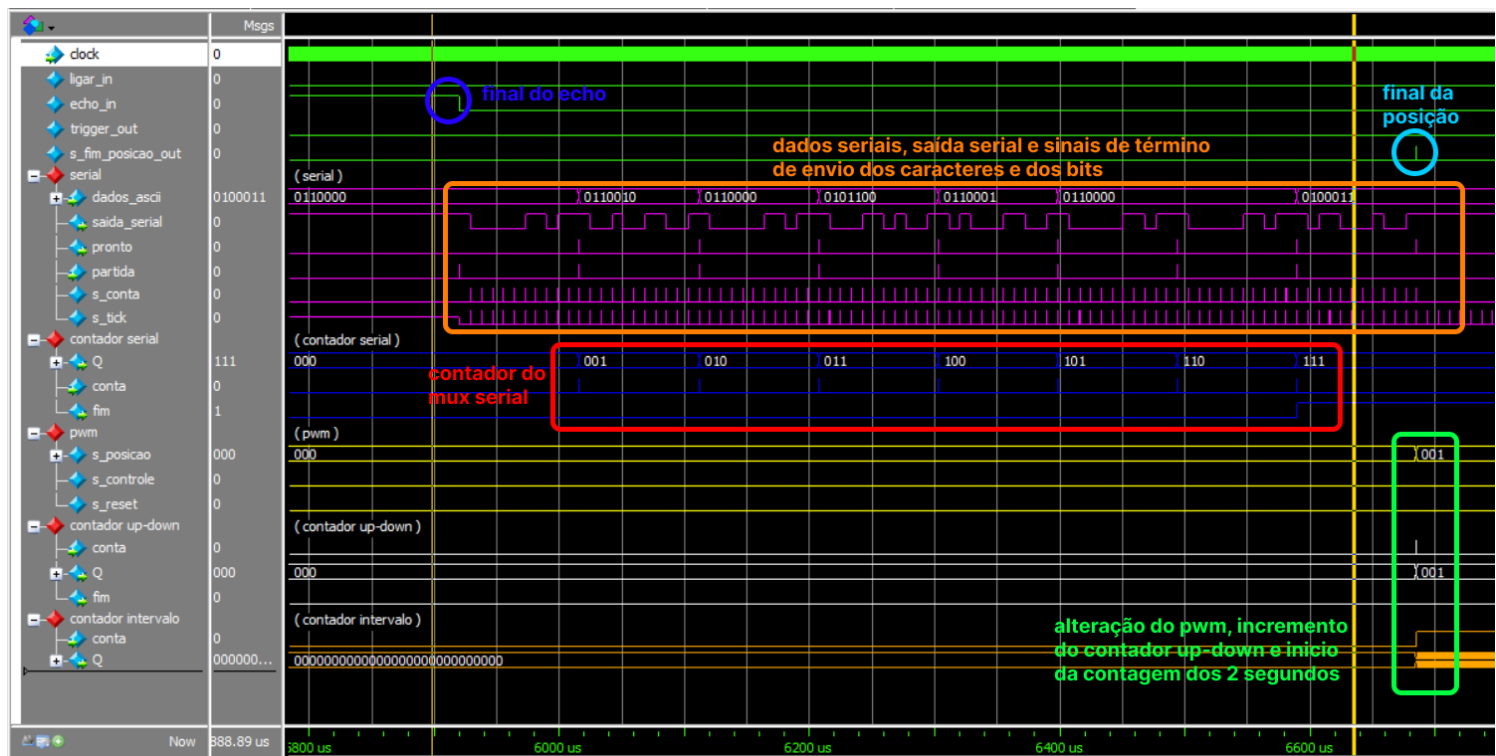 Msgs
clock 0
ligar_in 0
echo_in 0
final do echo
final da
posição
trigger_out 0
s_fim_posicao_out 0
dados seriais, saída serial e sinais de término
de envio dos caracteres e dos bits
serial ( serial )
dados_ascii 0100011 0110000 0110010 0110000 0101100 0110001 0110000 0100011
saida_serial 0
pronto 0
partida 0
s_conta 0
s_tick 0
contador serial ( contador serial )
Q 111 000 001 010 011 100 101 110 111
contador do
mux serial
conta 0
fim 1
pwm ( pwm )
s_posicao 000 000 001
s_controle 0
s_reset 0
contador up-down ( contador up-down )
conta 0
Q 000 000 001
fim 0
contador intervalo ( contador intervalo )
alteração do pwm, incremento
do contador up-down e inicio
da contagem dos 2 segundos
conta 0
Q 000000...
Now 888.89 us 5800 us 6000 us 6200 us 6400 us 6600 us